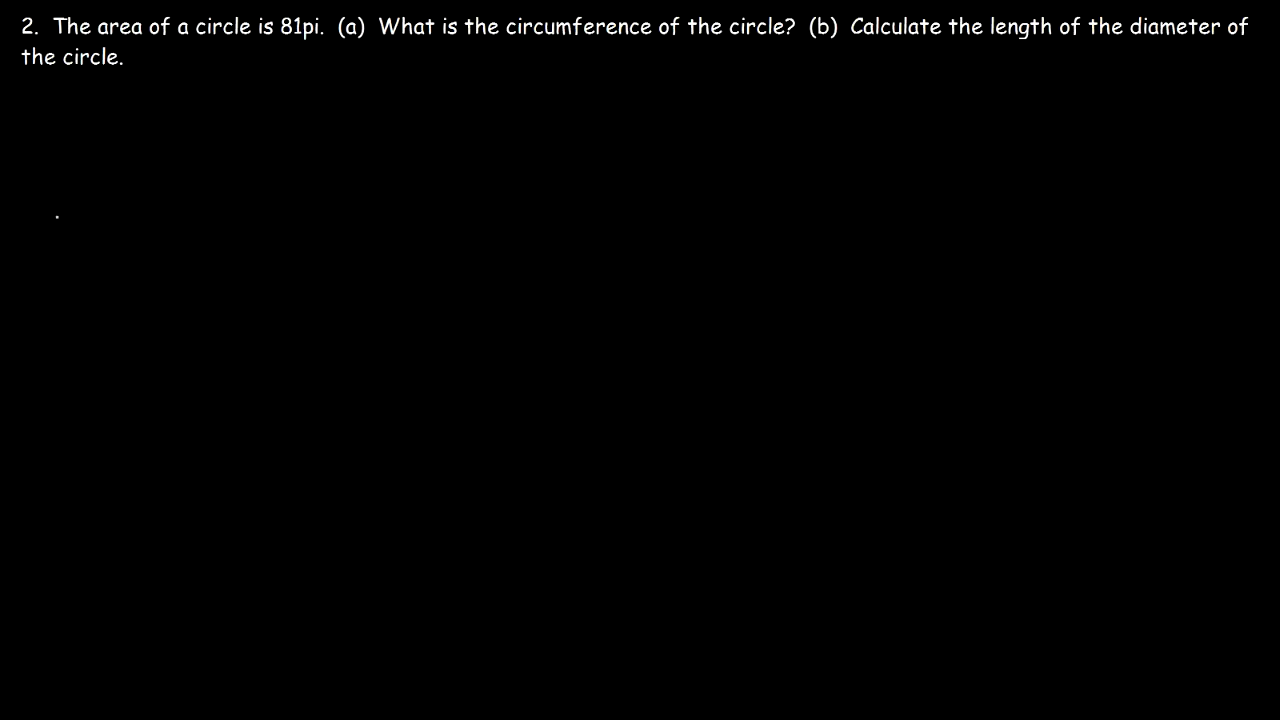 2.  The area of a circle is 81pi.  (a)  What is the circumference of the circle?  (b)  Calculate the length of the diameter of
the circle.